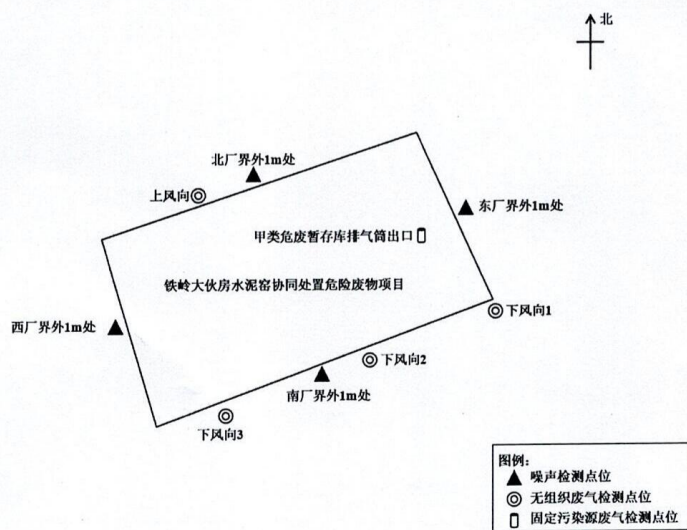 北
北厂界外1m处
上风向
东厂界外1m处
甲类危废暂存库排气筒出口
铁岭大伙房水泥窑协同处置危险废物项目
下风向1
西厂界外1m处
下风向2
南厂界外1m处
下风向3
图例：
噪声检测点位
无组织废气检测点位
固定污染源废气检测点位